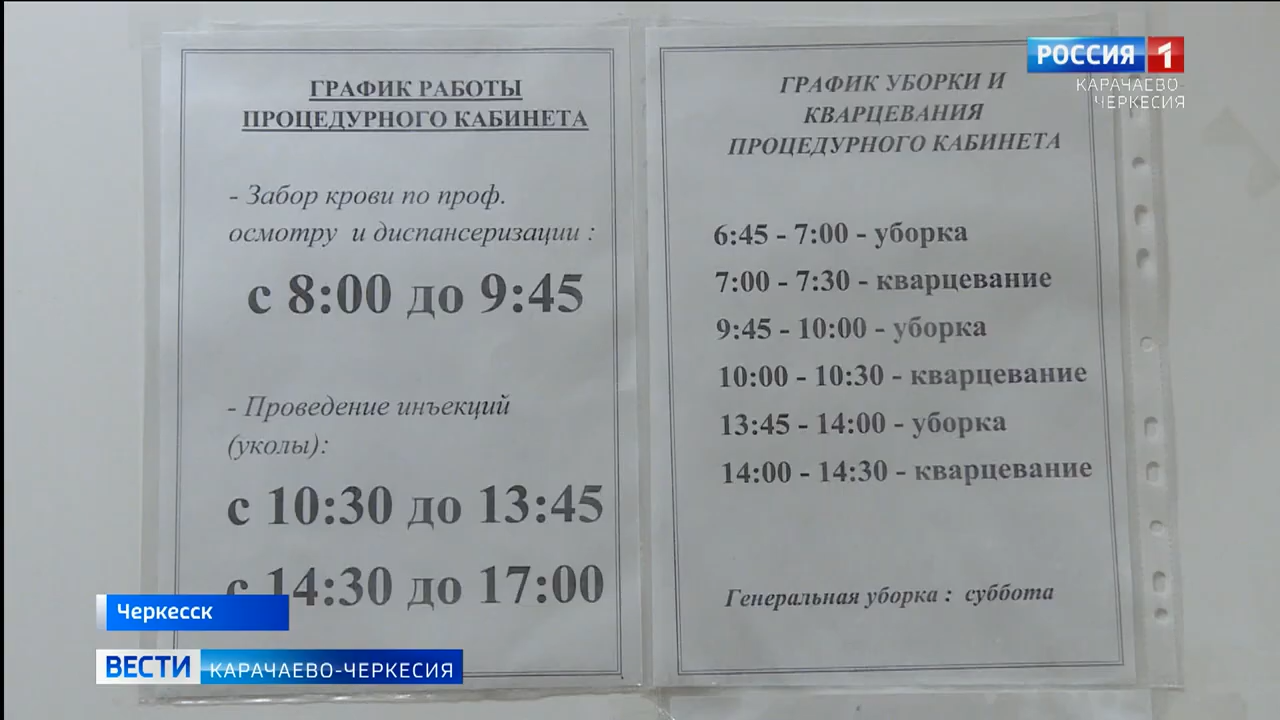 ГРАФИК РАБОТЫ
ПРОЦЕДУРНОГО КАБИНЕТА
- Забор крови по проф.
осмотру и диспансеризации :
с 8:00 до 9:45
- Проведение инъекций
(уколы):
с 10:30 до 13:45
с 14:30 до 17:00
ГРАФИК УБОРКИ И
КВАРЦЕВАНИЯ
ПРОЦЕДУРНОГО КАБИНЕТА
6:45 - 7:00 - уборка
7:00 - 7:30 - кварцевание
9:45 - 10:00 - уборка
10:00 - 10:30 - кварцевание
13:45 - 14:00 - уборка
14:00 - 14:30 - кварцевание
Генеральная уборка : суббота
РОССИЯ 1
КАРАЧАЕВО-
ЧЕРКЕСИЯ
Черкесск
ВЕСТИ КАРАЧАЕВО-ЧЕРКЕСИЯ